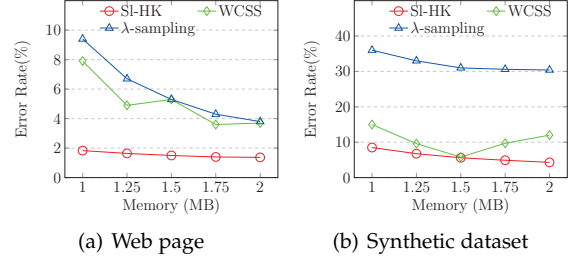 Sl-HK WCSS
λ-sampling
Error Rate(%)
10
8
6
4
2
0
1 1.25 1.5 1.75 2
Memory (MB)
(a) Web page
Sl-HK WCSS
λ-sampling
Error Rate(%)
40
30
20
10
0
1 1.25 1.5 1.75 2
Memory (MB)
(b) Synthetic dataset